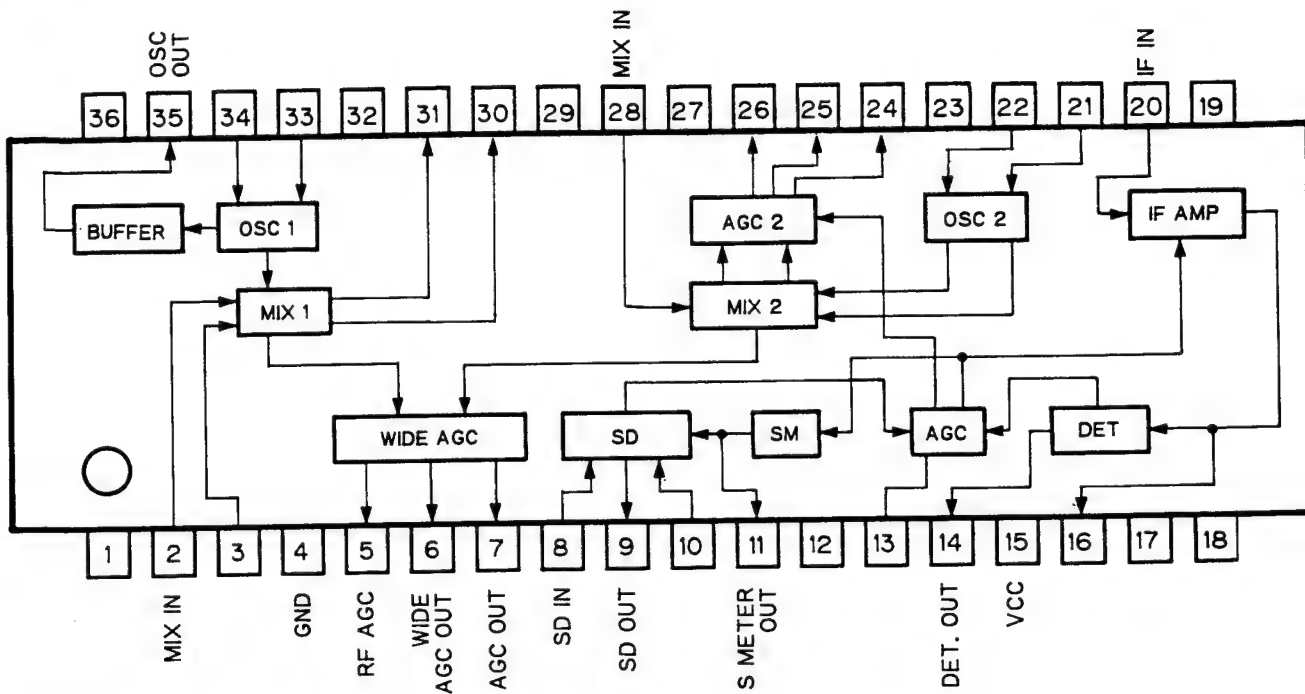 OSC
OUT
MIX IN
IF IN
36 35 34 33 32 31 30 29 28 27 26 25 24 23 22 21 20 19
BUFFER
OSC 1
AGC 2
OSC 2
IF AMP
MIX 1
MIX 2
WIDE AGC
SD
SM
AGC
DET
1 2 3 4 5 6 7 8 9 10 11 12 13 14 15 16 17 18
MIX IN
GND
RF AGC
WIDE
AGC OUT
AGC OUT
SD IN
SD OUT
S METER
OUT
DET. OUT
VCC